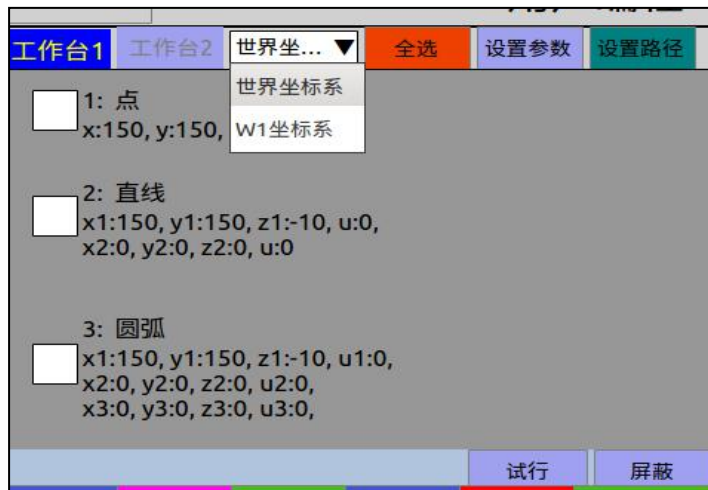 工作台1 工作台2 世界坐... ▼ 全选 设置参数 设置路径
世界坐标系
W1坐标系
1: 点
x:150, y:150,
2: 直线
x1:150, y1:150, z1:-10, u:0,
x2:0, y2:0, z2:0, u:0
3: 圆弧
x1:150, y1:150, z1:-10, u1:0,
x2:0, y2:0, z2:0, u2:0,
x3:0, y3:0, z3:0, u3:0,
试行 屏蔽